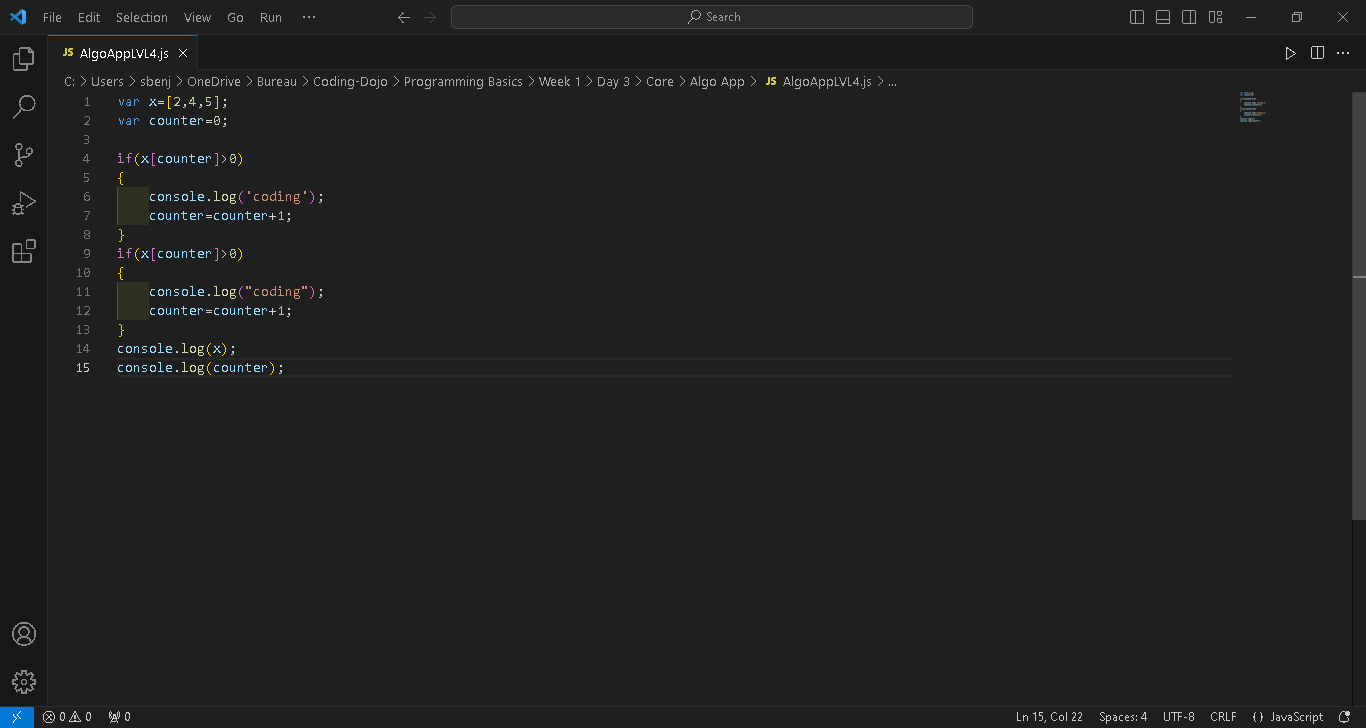 File Edit Selection View Go Run ··· Search
JS AlgoAppLVL4.js
C: > Users > sbenj > OneDrive > Bureau > Coding-Dojo > Programming Basics > Week 1 > Day 3 > Core > Algo App > JS AlgoAppLVL4.js > ...
1 var x=[2,4,5];
2 var counter=0;
3
4 if(x[counter]>0)
5 {
6 console.log('coding');
7 counter=counter+1;
8 }
9 if(x[counter]>0)
10 {
11 console.log("coding");
12 counter=counter+1;
13 }
14 console.log(x);
15 console.log(counter);
0 0 0 Ln 15, Col 22 Spaces: 4 UTF-8 CRLF {} JavaScript